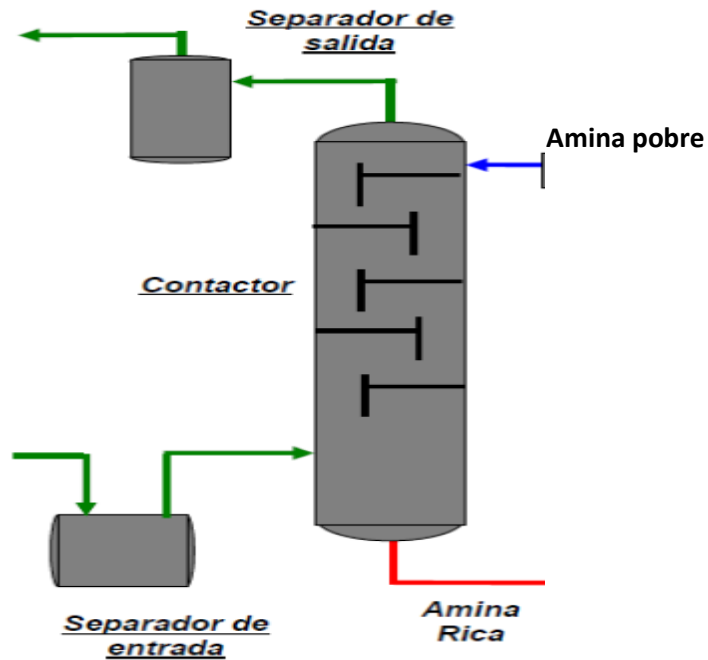 Separador de
salida
Amina pobre
Contactor
Separador de
entrada
Amina
Rica